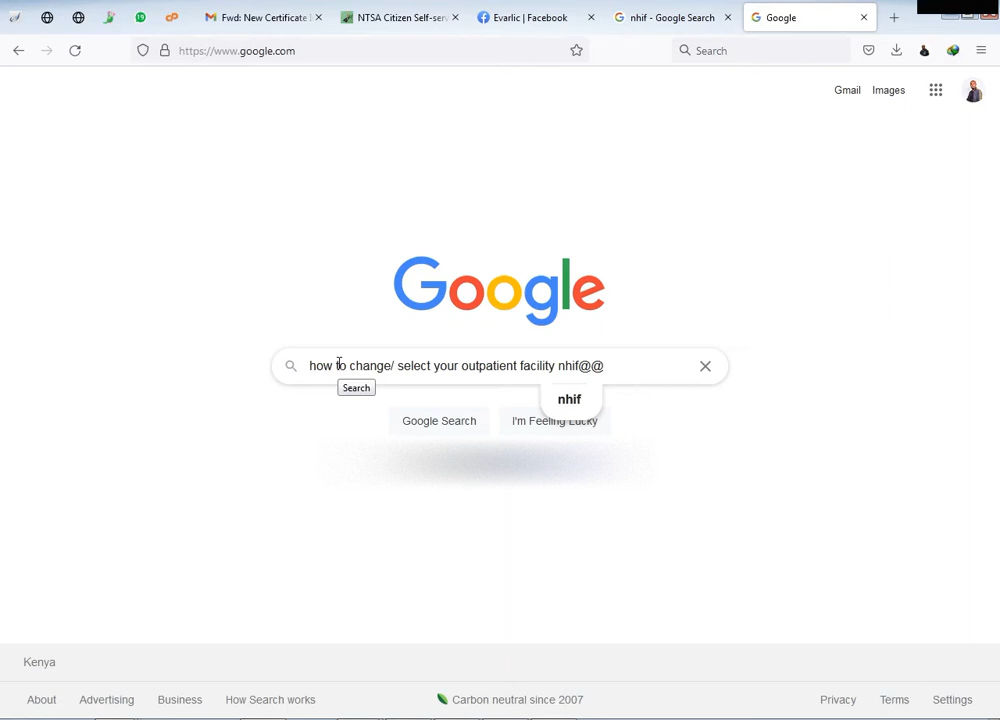 Fwd: New Certificate I
NTSA Citizen Self-serv
Evarlic | Facebook
nhif - Google Search
Google
https://www.google.com
Search
Gmail
Images
Google
how to change/ select your outpatient facility nhif@@
Search
nhif
Google Search
I'm Feeling Lucky
Kenya
About
Advertising
Business
How Search works
Carbon neutral since 2007
Privacy
Terms
Settings